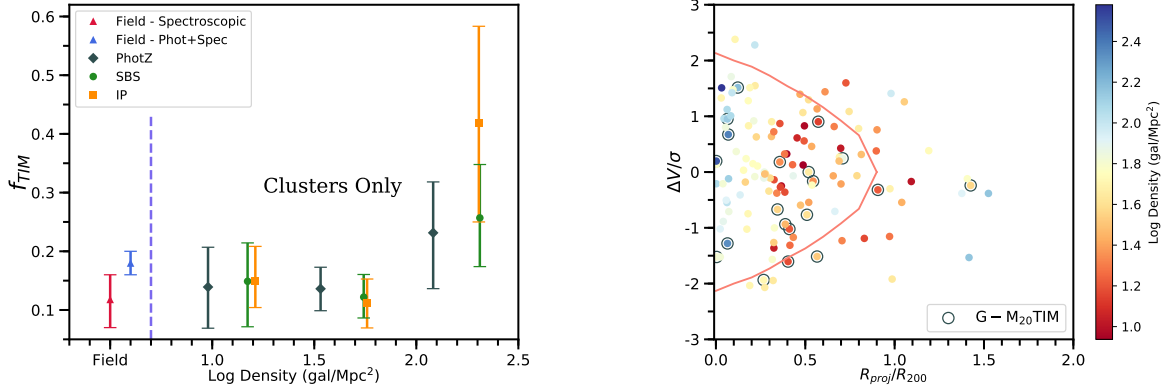 0.6
0.5
0.4
0.3
0.2
0.1
f_TIM
Field - Spectroscopic
Field - Phot+Spec
PhotZ
SBS
IP
Clusters Only
Field 1.0 1.5 2.0 2.5
Log Density (gal/Mpc²)
3
2
1
0
−1
−2
−3
ΔV/σ
G − M₂₀TIM
0.0 0.5 1.0 1.5 2.0
R_proj/R_200
2.4
2.2
2.0
1.8
1.6
1.4
1.2
1.0
Log Density (gal/Mpc²)